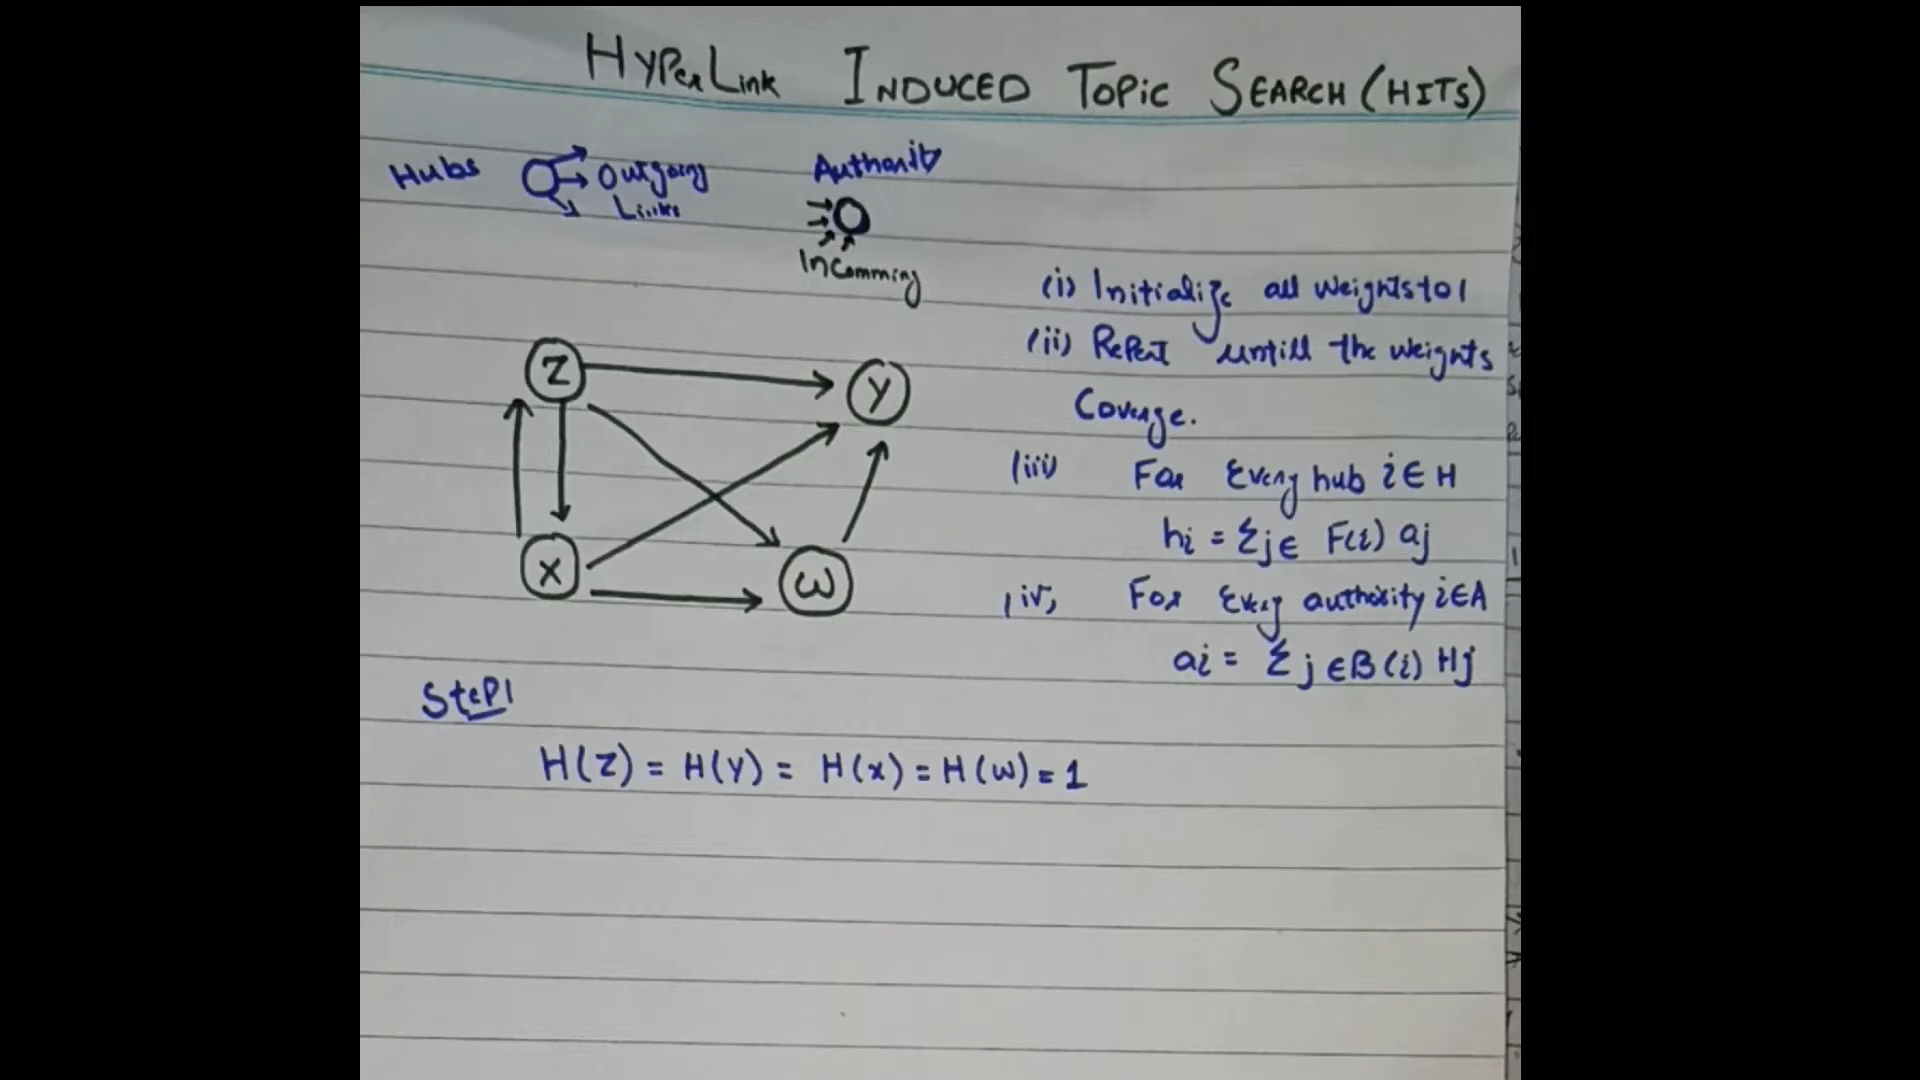 HyPerLink INDUCED TOPic SEARCH (HITS)
Hubs Outgoing
Links
Authority
Incomming
(i) Initialize all weights to 1
(ii) Repeat untill the weights
Coverge.
(iii) For Every hub i ∈ H
hi = Σj∈ F(i) aj
(iv) For Every authority i∈A
ai = Σ j ∈B(i) Hj
Z
Y
X
W
Step1
H(Z) = H(Y) = H(x) = H(w) = 1